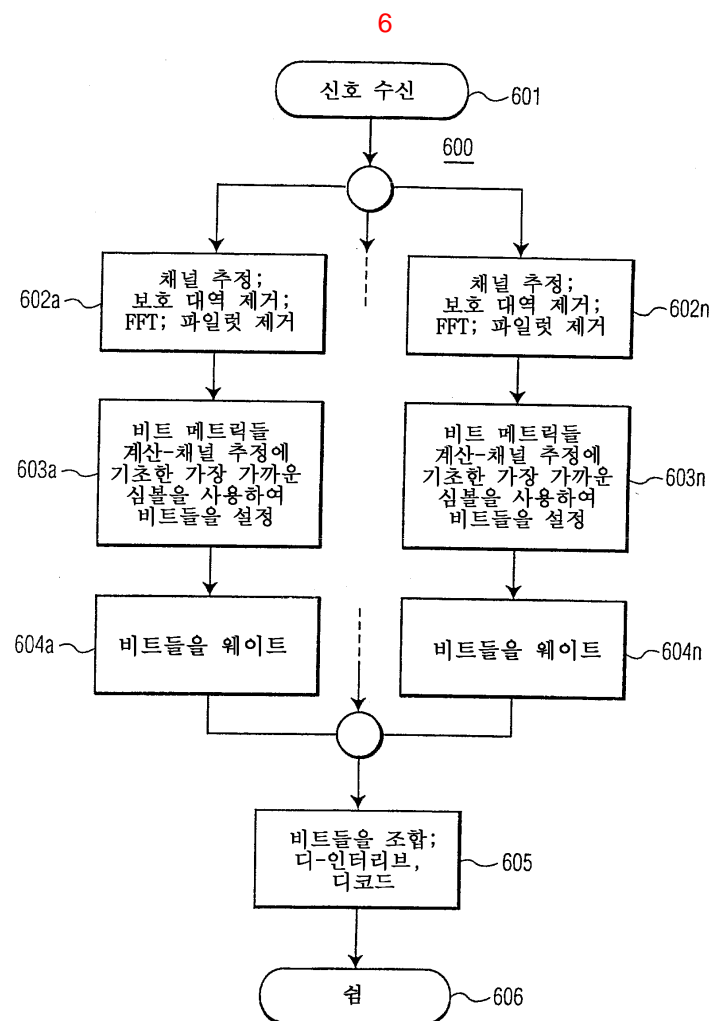 6
신호 수신
601
600
채널 추정;
보호 대역 제거;
FFT; 파일럿 제거
602a
채널 추정;
보호 대역 제거;
FFT; 파일럿 제거
602n
비트 메트릭들
계산-채널 추정에
기초한 가장 가까운
심볼을 사용하여
비트들을 설정
603a
비트 메트릭들
계산-채널 추정에
기초한 가장 가까운
심볼을 사용하여
비트들을 설정
603n
비트들을 웨이트
604a
비트들을 웨이트
604n
비트들을 조합;
디-인터리브,
디코드
605
쉼
606